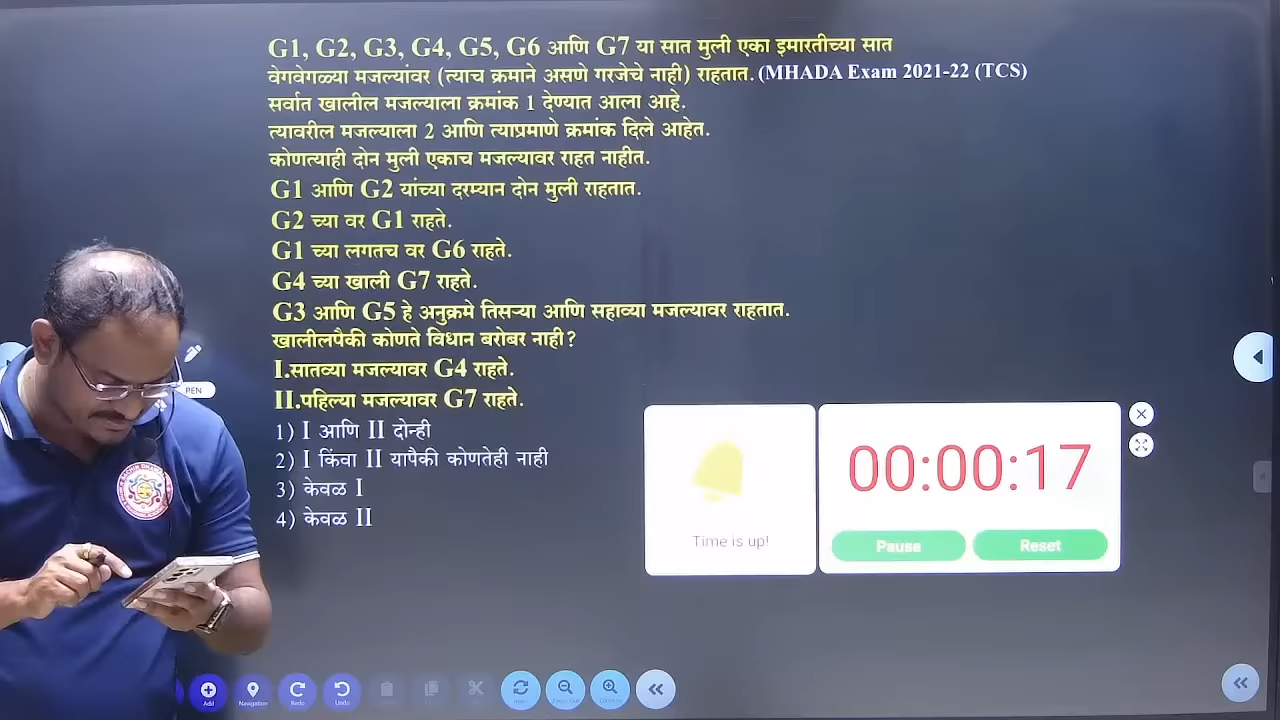 G1, G2, G3, G4, G5, G6 आणि G7 या सात मुली एका इमारतीच्या सात
वेगवेगळ्या मजल्यांवर (त्याच क्रमाने असणे गरजेचे नाही) राहतात. (MHADA Exam 2021-22 (TCS)
सर्वात खालील मजल्याला क्रमांक 1 देण्यात आला आहे.
त्यावरील मजल्याला 2 आणि त्याप्रमाणे क्रमांक दिले आहेत.
कोणत्याही दोन मुली एकाच मजल्यावर राहत नाहीत.
G1 आणि G2 यांच्या दरम्यान दोन मुली राहतात.
G2 च्या वर G1 राहते.
G1 च्या लगतच वर G6 राहते.
G4 च्या खाली G7 राहते.
G3 आणि G5 हे अनुक्रमे तिसऱ्या आणि सहाव्या मजल्यावर राहतात.
खालीलपैकी कोणते विधान बरोबर नाही?
I.सातव्या मजल्यावर G4 राहते.
PEN
II.पहिल्या मजल्यावर G7 राहते.
1) I आणि II दोन्ही
2) I किंवा II यापैकी कोणतेही नाही
3) केवळ I
4) केवळ II
00:00:17
Time is up!
Pause
Reset
Add
Navigation
Redo
Undo